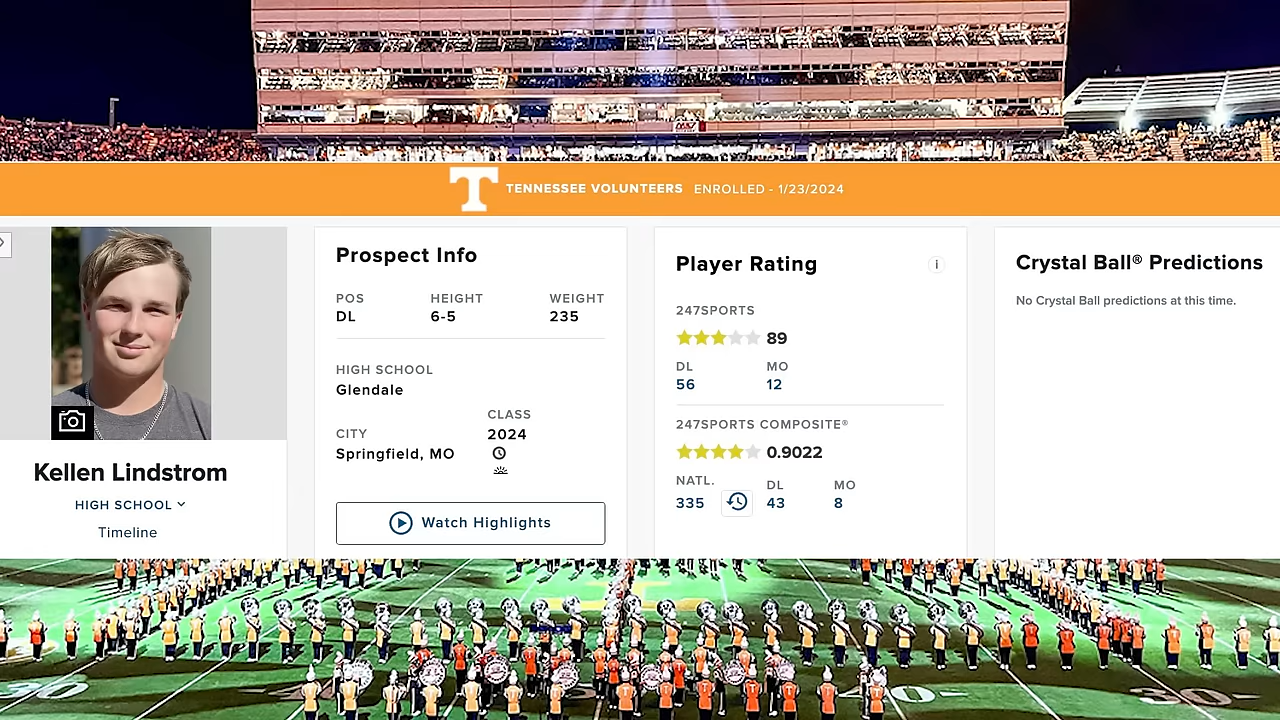 T TENNESSEE VOLUNTEERS ENROLLED - 1/23/2024
Kellen Lindstrom
HIGH SCHOOL
Timeline
Prospect Info
POS HEIGHT WEIGHT
DL 6-5 235
HIGH SCHOOL
Glendale
CLASS
2024
CITY
Springfield, MO
Watch Highlights
Player Rating
i
247SPORTS
89
DL MO
56 12
247SPORTS COMPOSITE®
0.9022
NATL. DL MO
335 43 8
Crystal Ball® Predictions
No Crystal Ball predictions at this time.
50 40- 30-